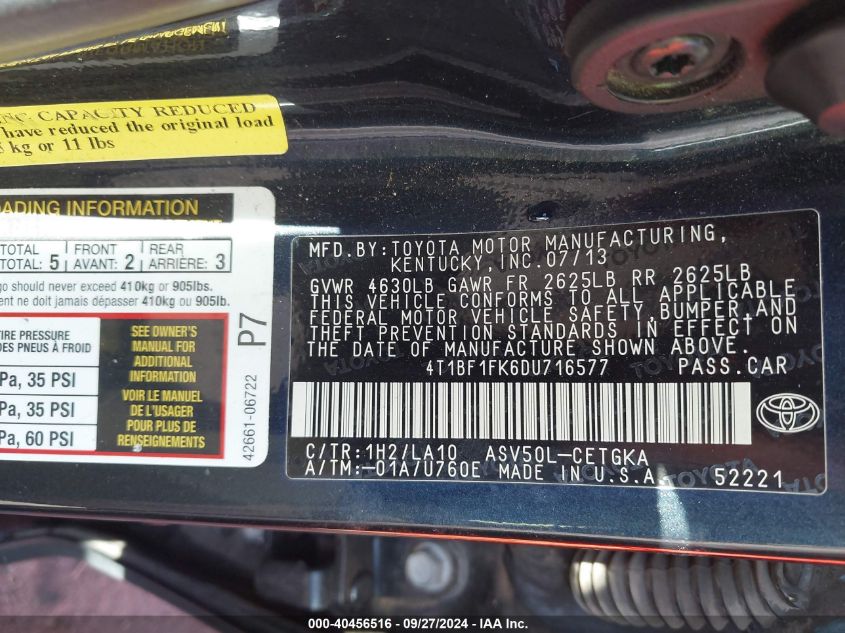 ING CAPACITY REDUCED
have reduced the original load
kg or 11 lbs
OADING INFORMATION
TOTAL FRONT REAR
TOTAL: 5 AVANT: 2 ARRIÈRE: 3
go should never exceed 410kg or 905lbs.
ent ne doit jamais dépasser 410kg ou 905lb.
TIRE PRESSURE
DES PNEUS À FROID
Pa, 35 PSI
Pa, 35 PSI
Pa, 60 PSI
SEE OWNER'S
MANUAL FOR
ADDITIONAL
INFORMATION
VOIR LE MANUEL
DE L'USAGER
POUR PLUS DE
RENSEIGNEMENTS
P7
42661-06722
MFD.BY:TOYOTA MOTOR MANUFACTURING,
KENTUCKY, INC. 07/13
GVWR 4630LB GAWR FR 2625LB RR 2625LB
THIS VEHICLE CONFORMS TO ALL APPLICABLE
FEDERAL MOTOR VEHICLE SAFETY, BUMPER, AND
THEFT PREVENTION STANDARDS IN EFFECT ON
THE DATE OF MANUFACTURE SHOWN ABOVE.
4T1BF1FK6DU716577 PASS.CAR
C/TR:1H2/LA10 ASV50L-CETGKA
A/TM:-01A/U760E MADE IN U.S.A. 52221
000-40456516 - 09/27/2024 - www.iaai.com